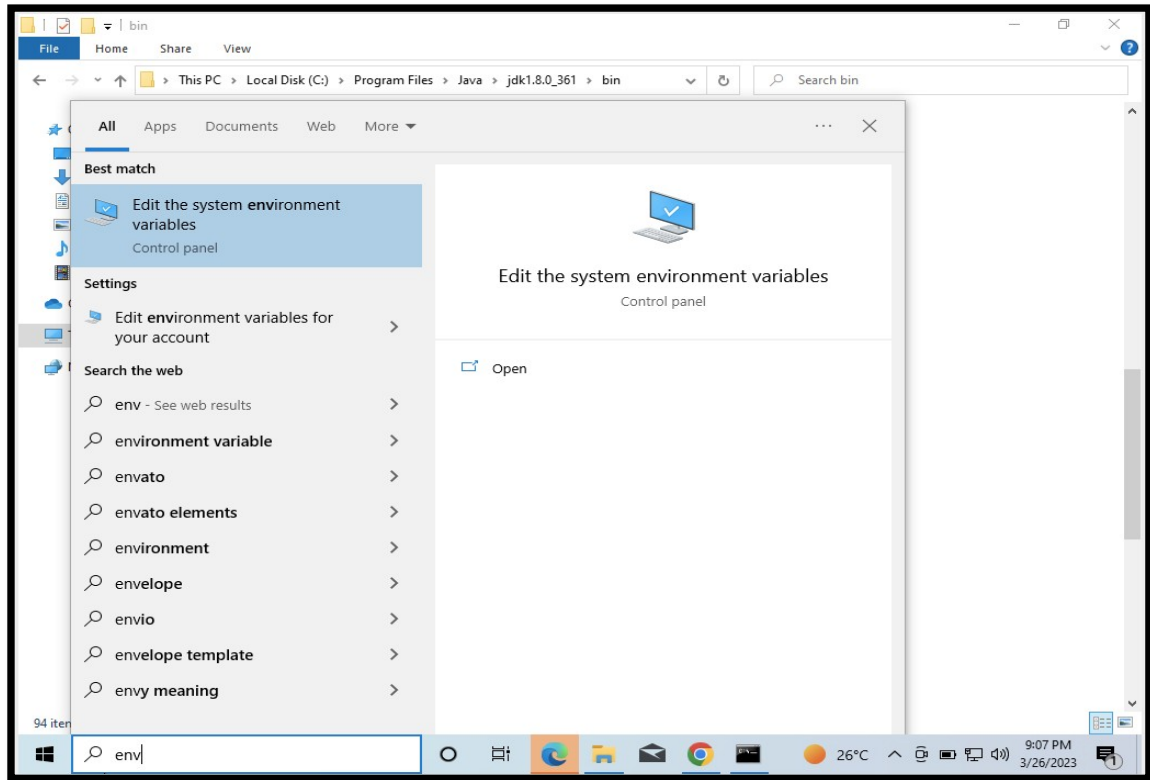 bin
File Home Share View
This PC > Local Disk (C:) > Program Files > Java > jdk1.8.0_361 > bin
Search bin
All Apps Documents Web More
Best match
Edit the system environment
variables
Control panel
Settings
Edit environment variables for
your account
Search the web
env - See web results
environment variable
envato
envato elements
environment
envelope
envio
envelope template
envy meaning
Edit the system environment variables
Control panel
Open
94 iten
env
26°C
9:07 PM
3/26/2023
1